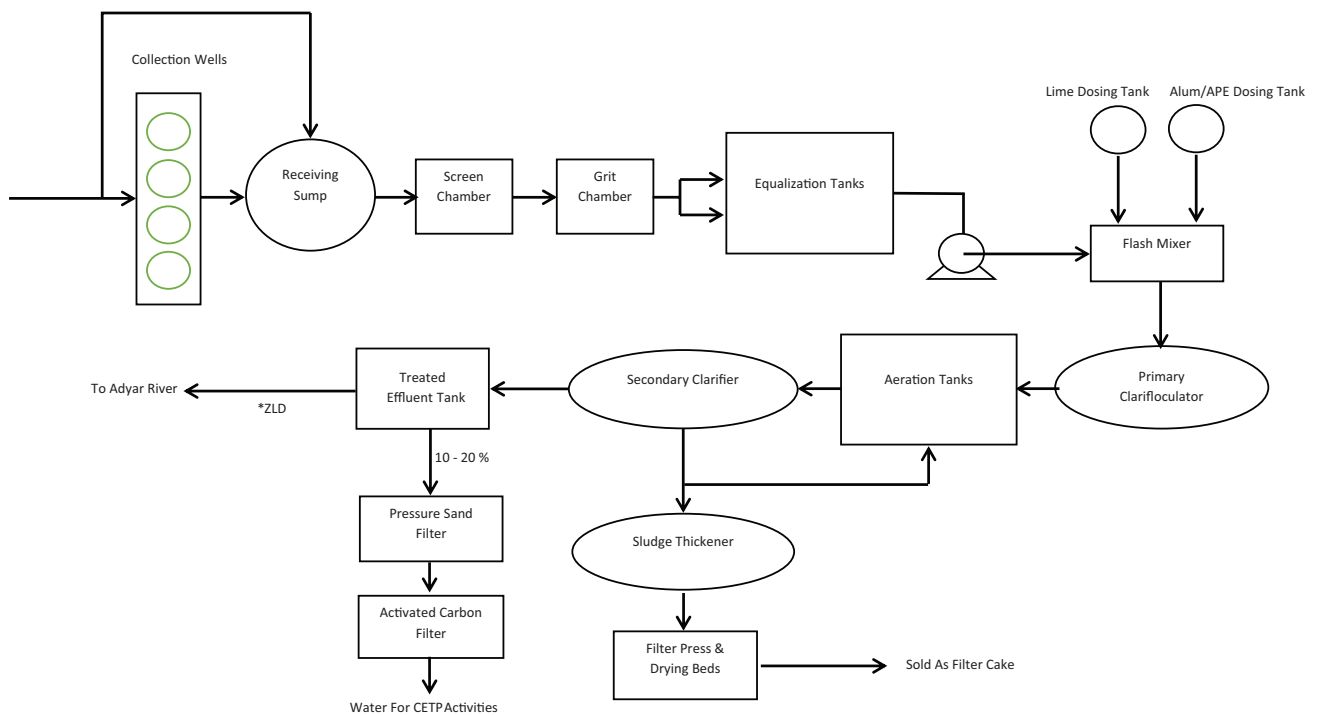 Collection Wells
Lime Dosing Tank
Alum/APE Dosing Tank
Receiving
Sump
Screen
Chamber
Grit
Chamber
Equalization Tanks
Flash Mixer
To Adyar River
*ZLD
Treated
Effluent Tank
Secondary Clarifier
Aeration Tanks
Primary
Clarifloculator
10 - 20 %
Pressure Sand
Filter
Sludge Thickener
Activated Carbon
Filter
Filter Press &
Drying Beds
Sold As Filter Cake
Water For CETP Activities